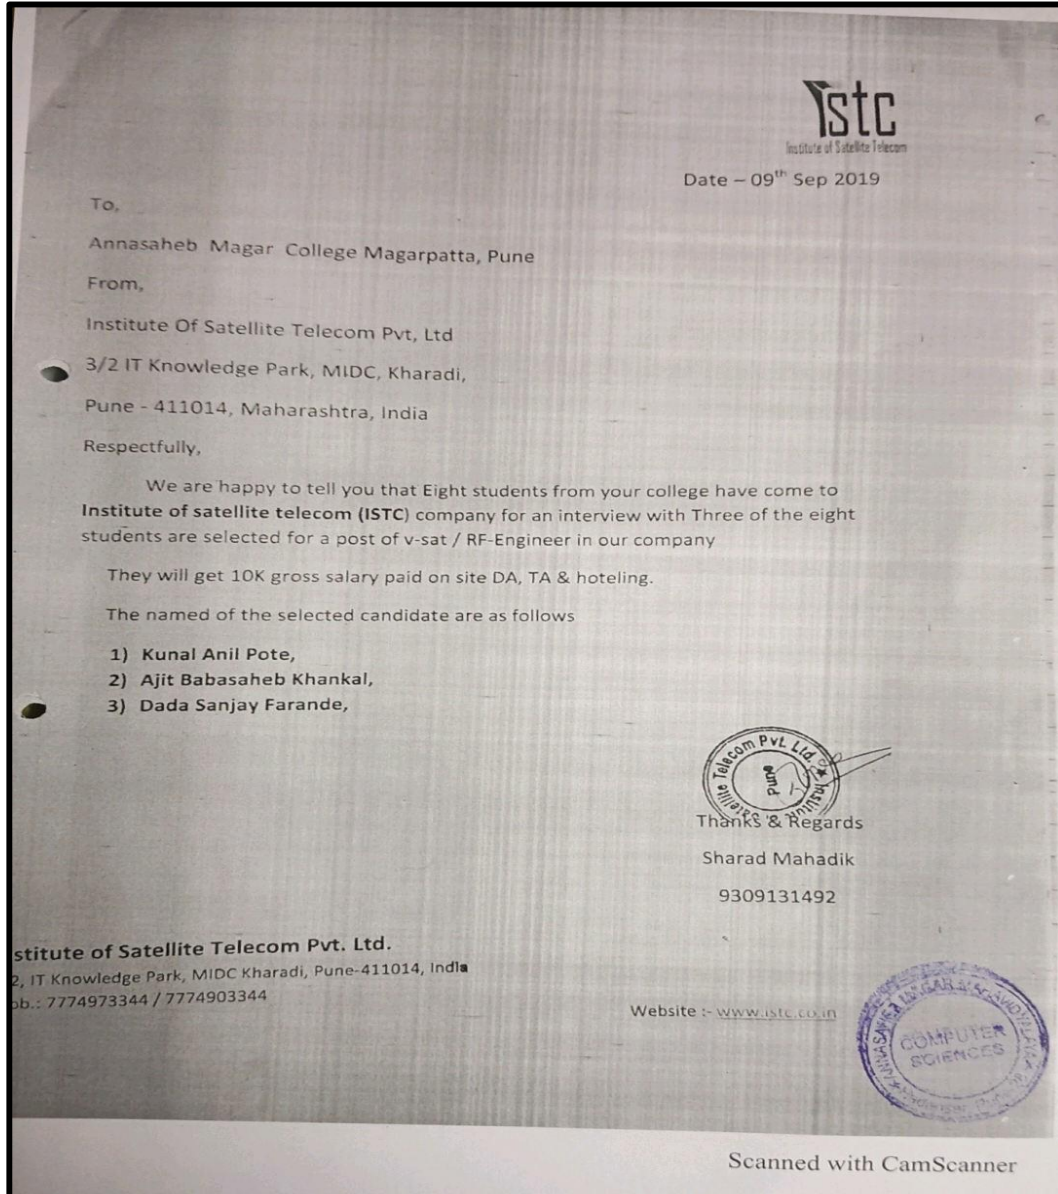 istc
Institute of Satellite Telecom
Date – 09th Sep 2019
To,
Annasaheb Magar College Magarpatta, Pune
From,
Institute Of Satellite Telecom Pvt, Ltd
3/2 IT Knowledge Park, MIDC, Kharadi,
Pune - 411014, Maharashtra, India
Respectfully,
We are happy to tell you that Eight students from your college have come to
Institute of satellite telecom (ISTC) company for an interview with Three of the eight
students are selected for a post of v-sat / RF-Engineer in our company
They will get 10K gross salary paid on site DA, TA & hoteling.
The named of the selected candidate are as follows
1) Kunal Anil Pote,
2) Ajit Babasaheb Khankal,
3) Dada Sanjay Farande,
Satellite Telecom Pvt. Ltd. ★
Pune
Thanks & Regards
Sharad Mahadik
9309131492
stitute of Satellite Telecom Pvt. Ltd.
2, IT Knowledge Park, MIDC Kharadi, Pune-411014, India
ob.: 7774973344 / 7774903344
Website :- www.istc.co.in
ANNASAHEB MAGAR
COMPUTER
SCIENCES
Scanned with CamScanner